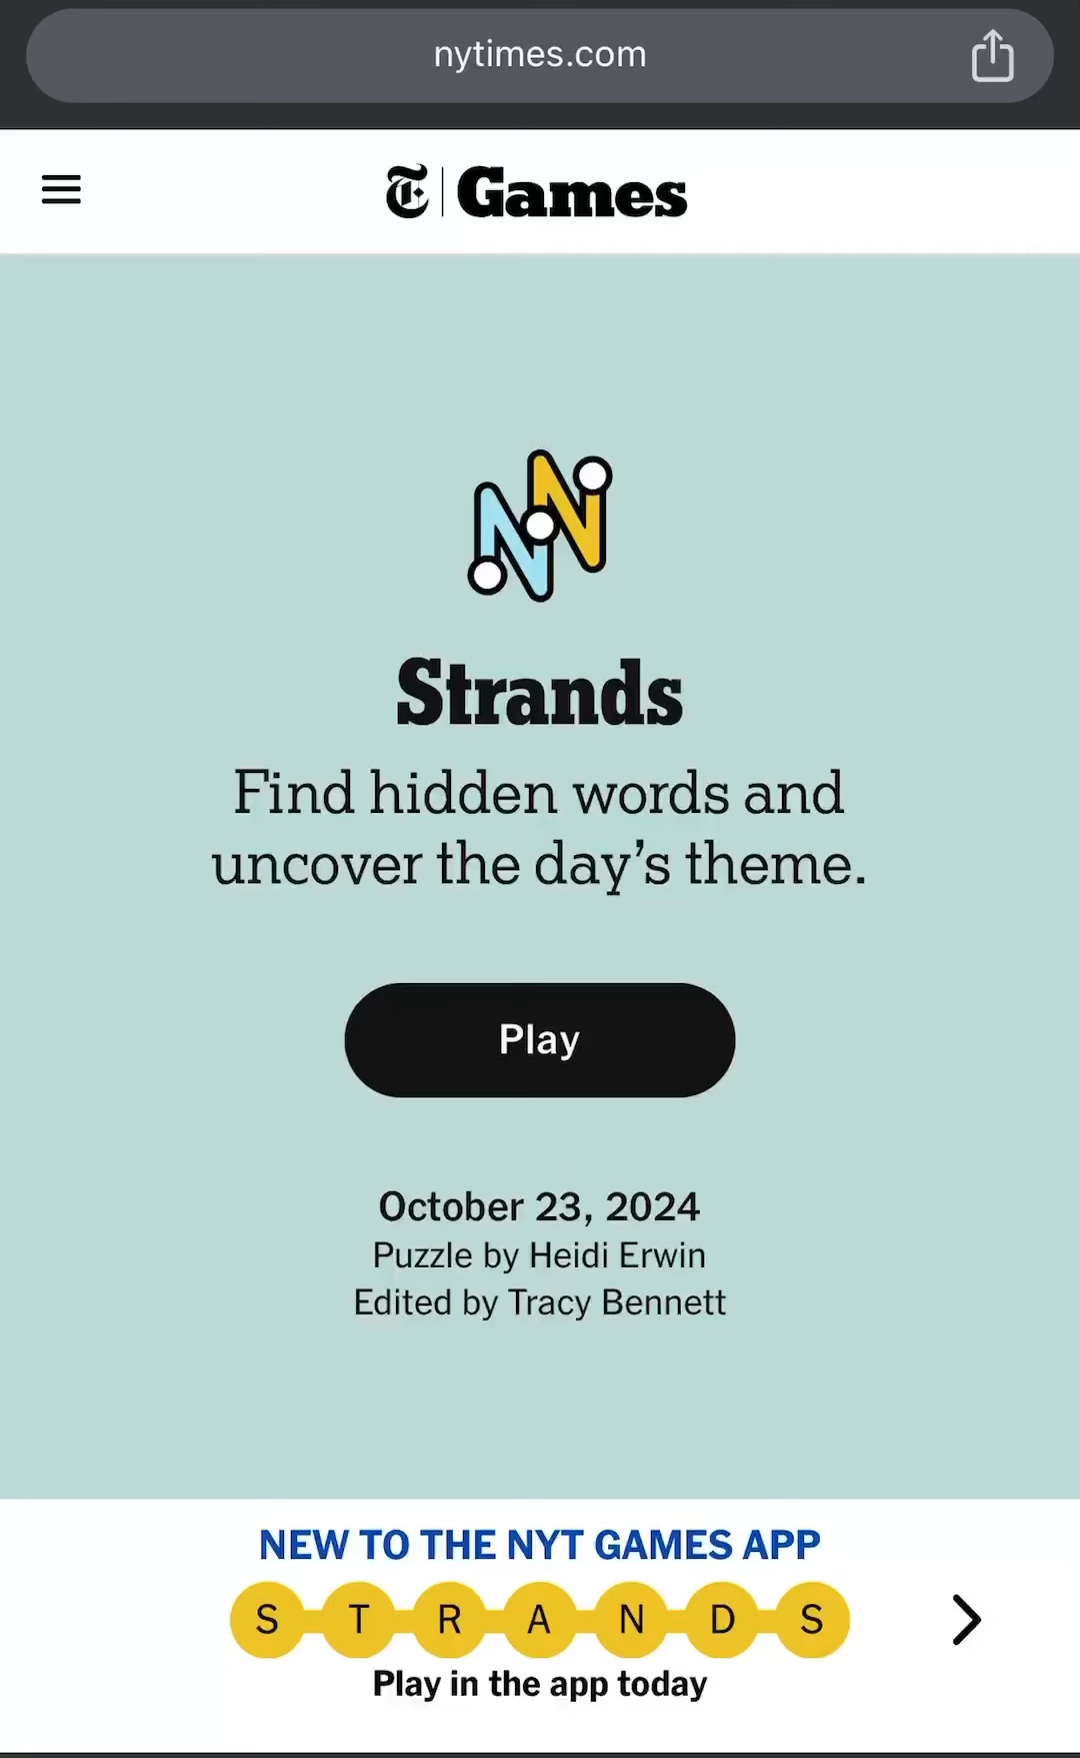 nytimes.com
T | Games
Strands
Find hidden words and
uncover the day’s theme.
Play
October 23, 2024
Puzzle by Heidi Erwin
Edited by Tracy Bennett
NEW TO THE NYT GAMES APP
S T R A N D S
Play in the app today